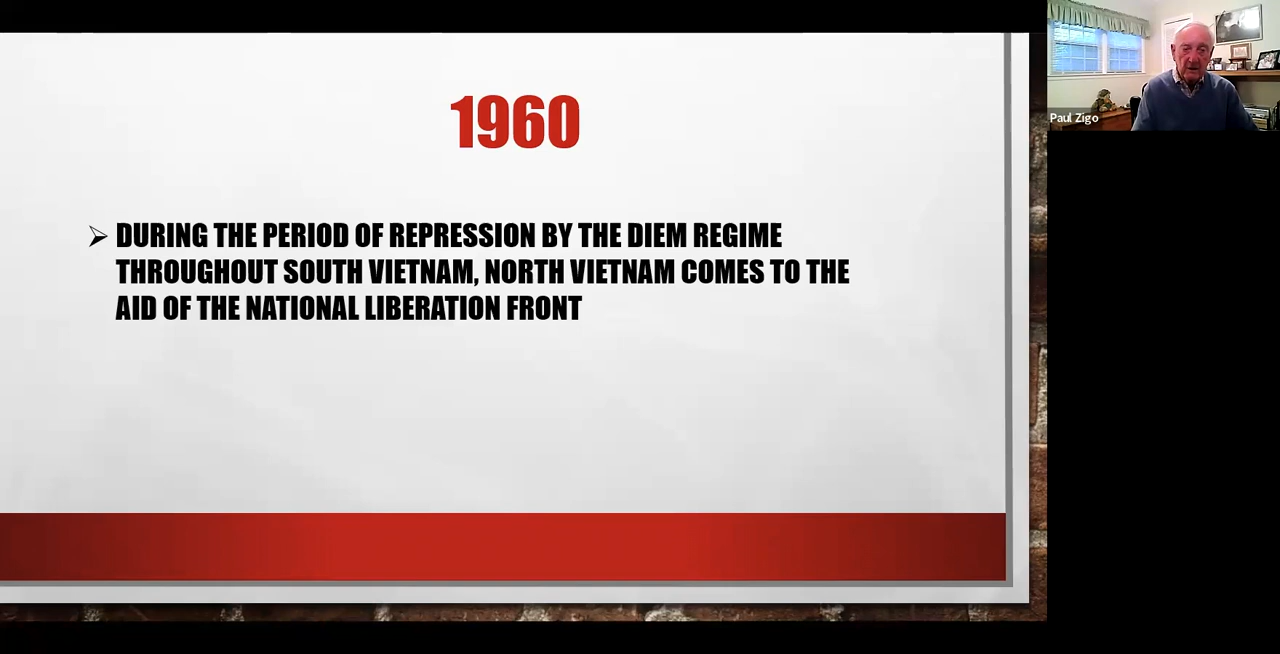 1960
DURING THE PERIOD OF REPRESSION BY THE DIEM REGIME
THROUGHOUT SOUTH VIETNAM, NORTH VIETNAM COMES TO THE
AID OF THE NATIONAL LIBERATION FRONT
Paul Zigo